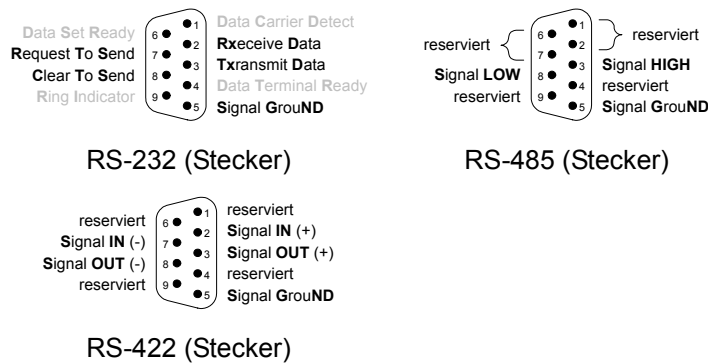 Data Set Ready
Request To Send
Clear To Send
Ring Indicator
6
7
8
9
1
2
3
4
5
Data Carrier Detect
Rxeceive Data
Txransmit Data
Data Terminal Ready
Signal GrouND
RS-232 (Stecker)
reserviert
Signal LOW
reserviert
6
7
8
9
1
2
3
4
5
reserviert
Signal HIGH
reserviert
Signal GrouND
RS-485 (Stecker)
reserviert
Signal IN (-)
Signal OUT (-)
reserviert
6
7
8
9
1
2
3
4
5
reserviert
Signal IN (+)
Signal OUT (+)
reserviert
Signal GrouND
RS-422 (Stecker)